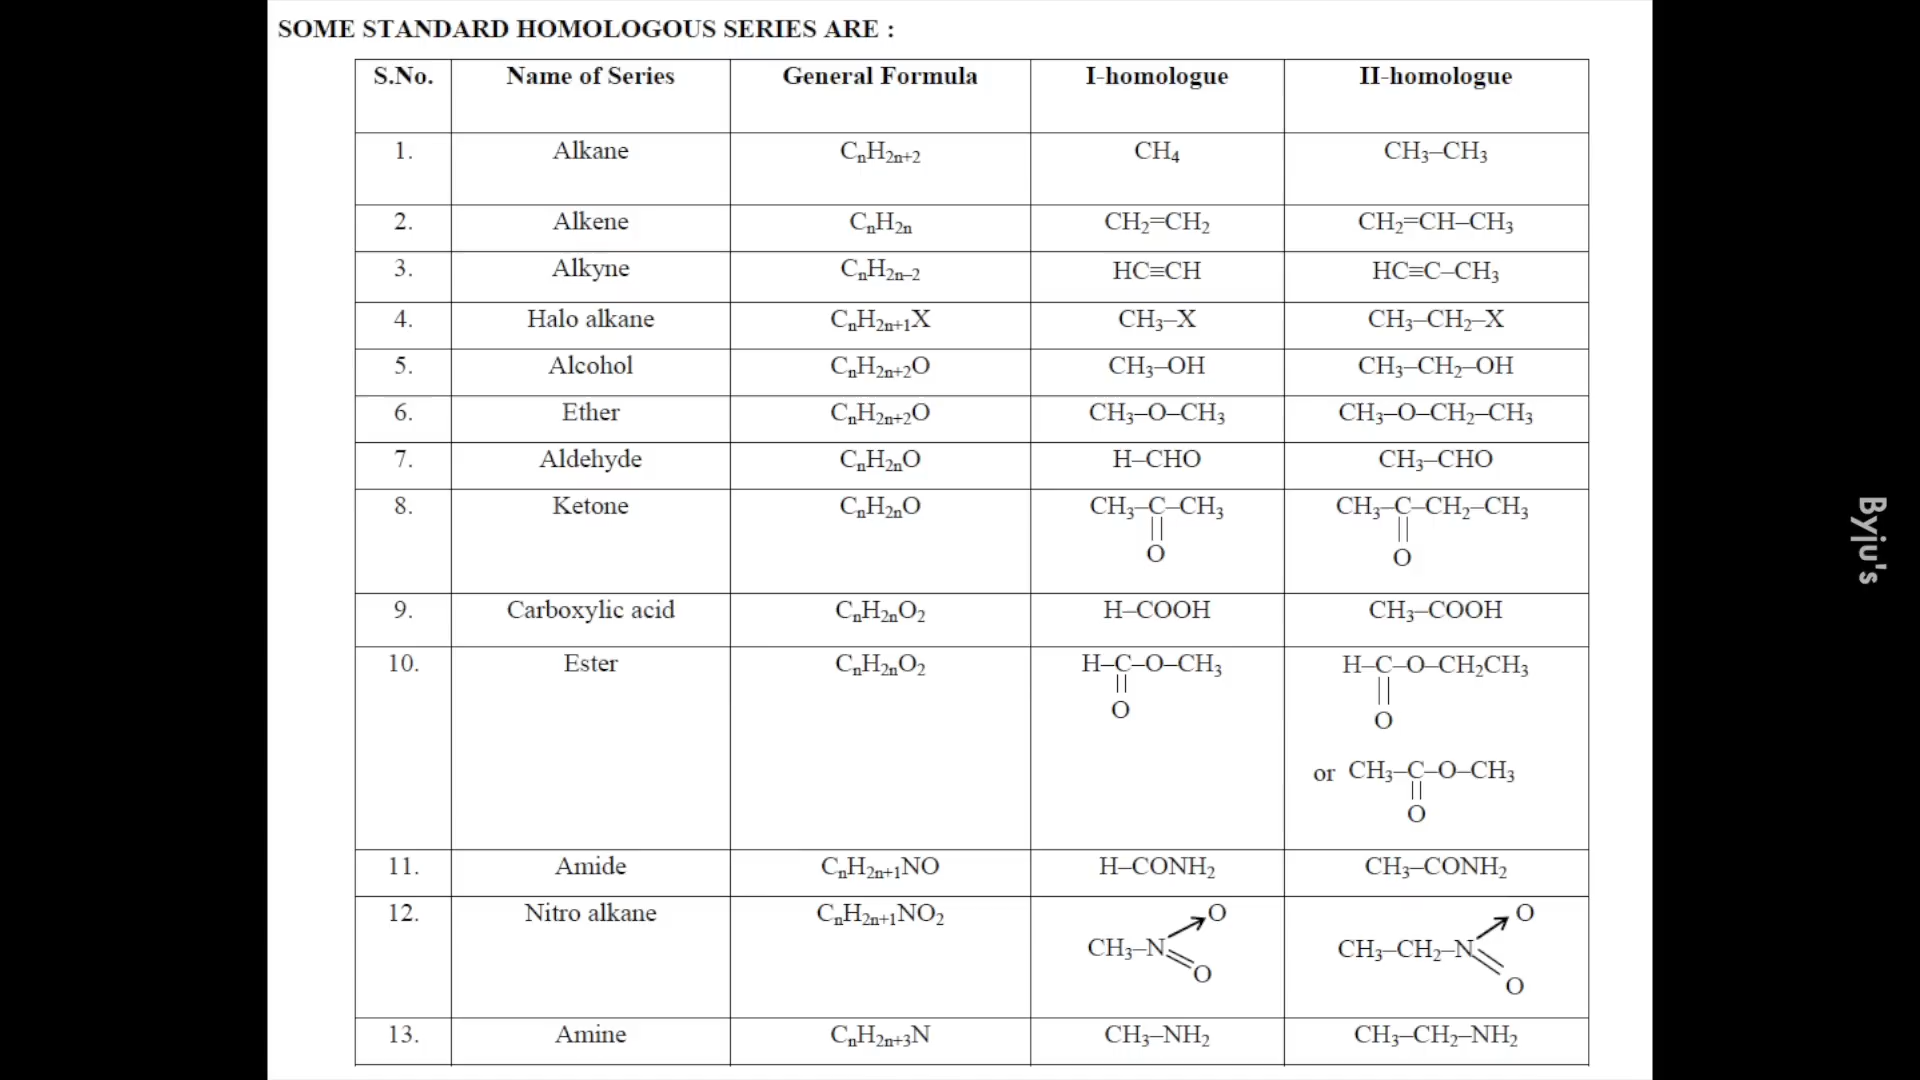 SOME STANDARD HOMOLOGOUS SERIES ARE :
S.No. Name of Series General Formula I-homologue II-homologue
1. Alkane CₙH₂ₙ₊₂ CH₄ CH₃–CH₃
2. Alkene CₙH₂ₙ CH₂=CH₂ CH₂=CH–CH₃
3. Alkyne CₙH₂ₙ₋₂ HC≡CH HC≡C–CH₃
4. Halo alkane CₙH₂ₙ₊₁X CH₃–X CH₃–CH₂–X
5. Alcohol CₙH₂ₙ₊₂O CH₃–OH CH₃–CH₂–OH
6. Ether CₙH₂ₙ₊₂O CH₃–O–CH₃ CH₃–O–CH₂–CH₃
7. Aldehyde CₙH₂ₙO H–CHO CH₃–CHO
8. Ketone CₙH₂ₙO CH₃–C–CH₃ CH₃–C–CH₂–CH₃
O O
9. Carboxylic acid CₙH₂ₙO₂ H–COOH CH₃–COOH
10. Ester CₙH₂ₙO₂ H–C–O–CH₃ H–C–O–CH₂CH₃
O O
or CH₃–C–O–CH₃
O
11. Amide CₙH₂ₙ₊₁NO H–CONH₂ CH₃–CONH₂
12. Nitro alkane CₙH₂ₙ₊₁NO₂ O O
CH₃–N CH₃–CH₂–N
O O
13. Amine CₙH₂ₙ₊₃N CH₃–NH₂ CH₃–CH₂–NH₂
Byju's